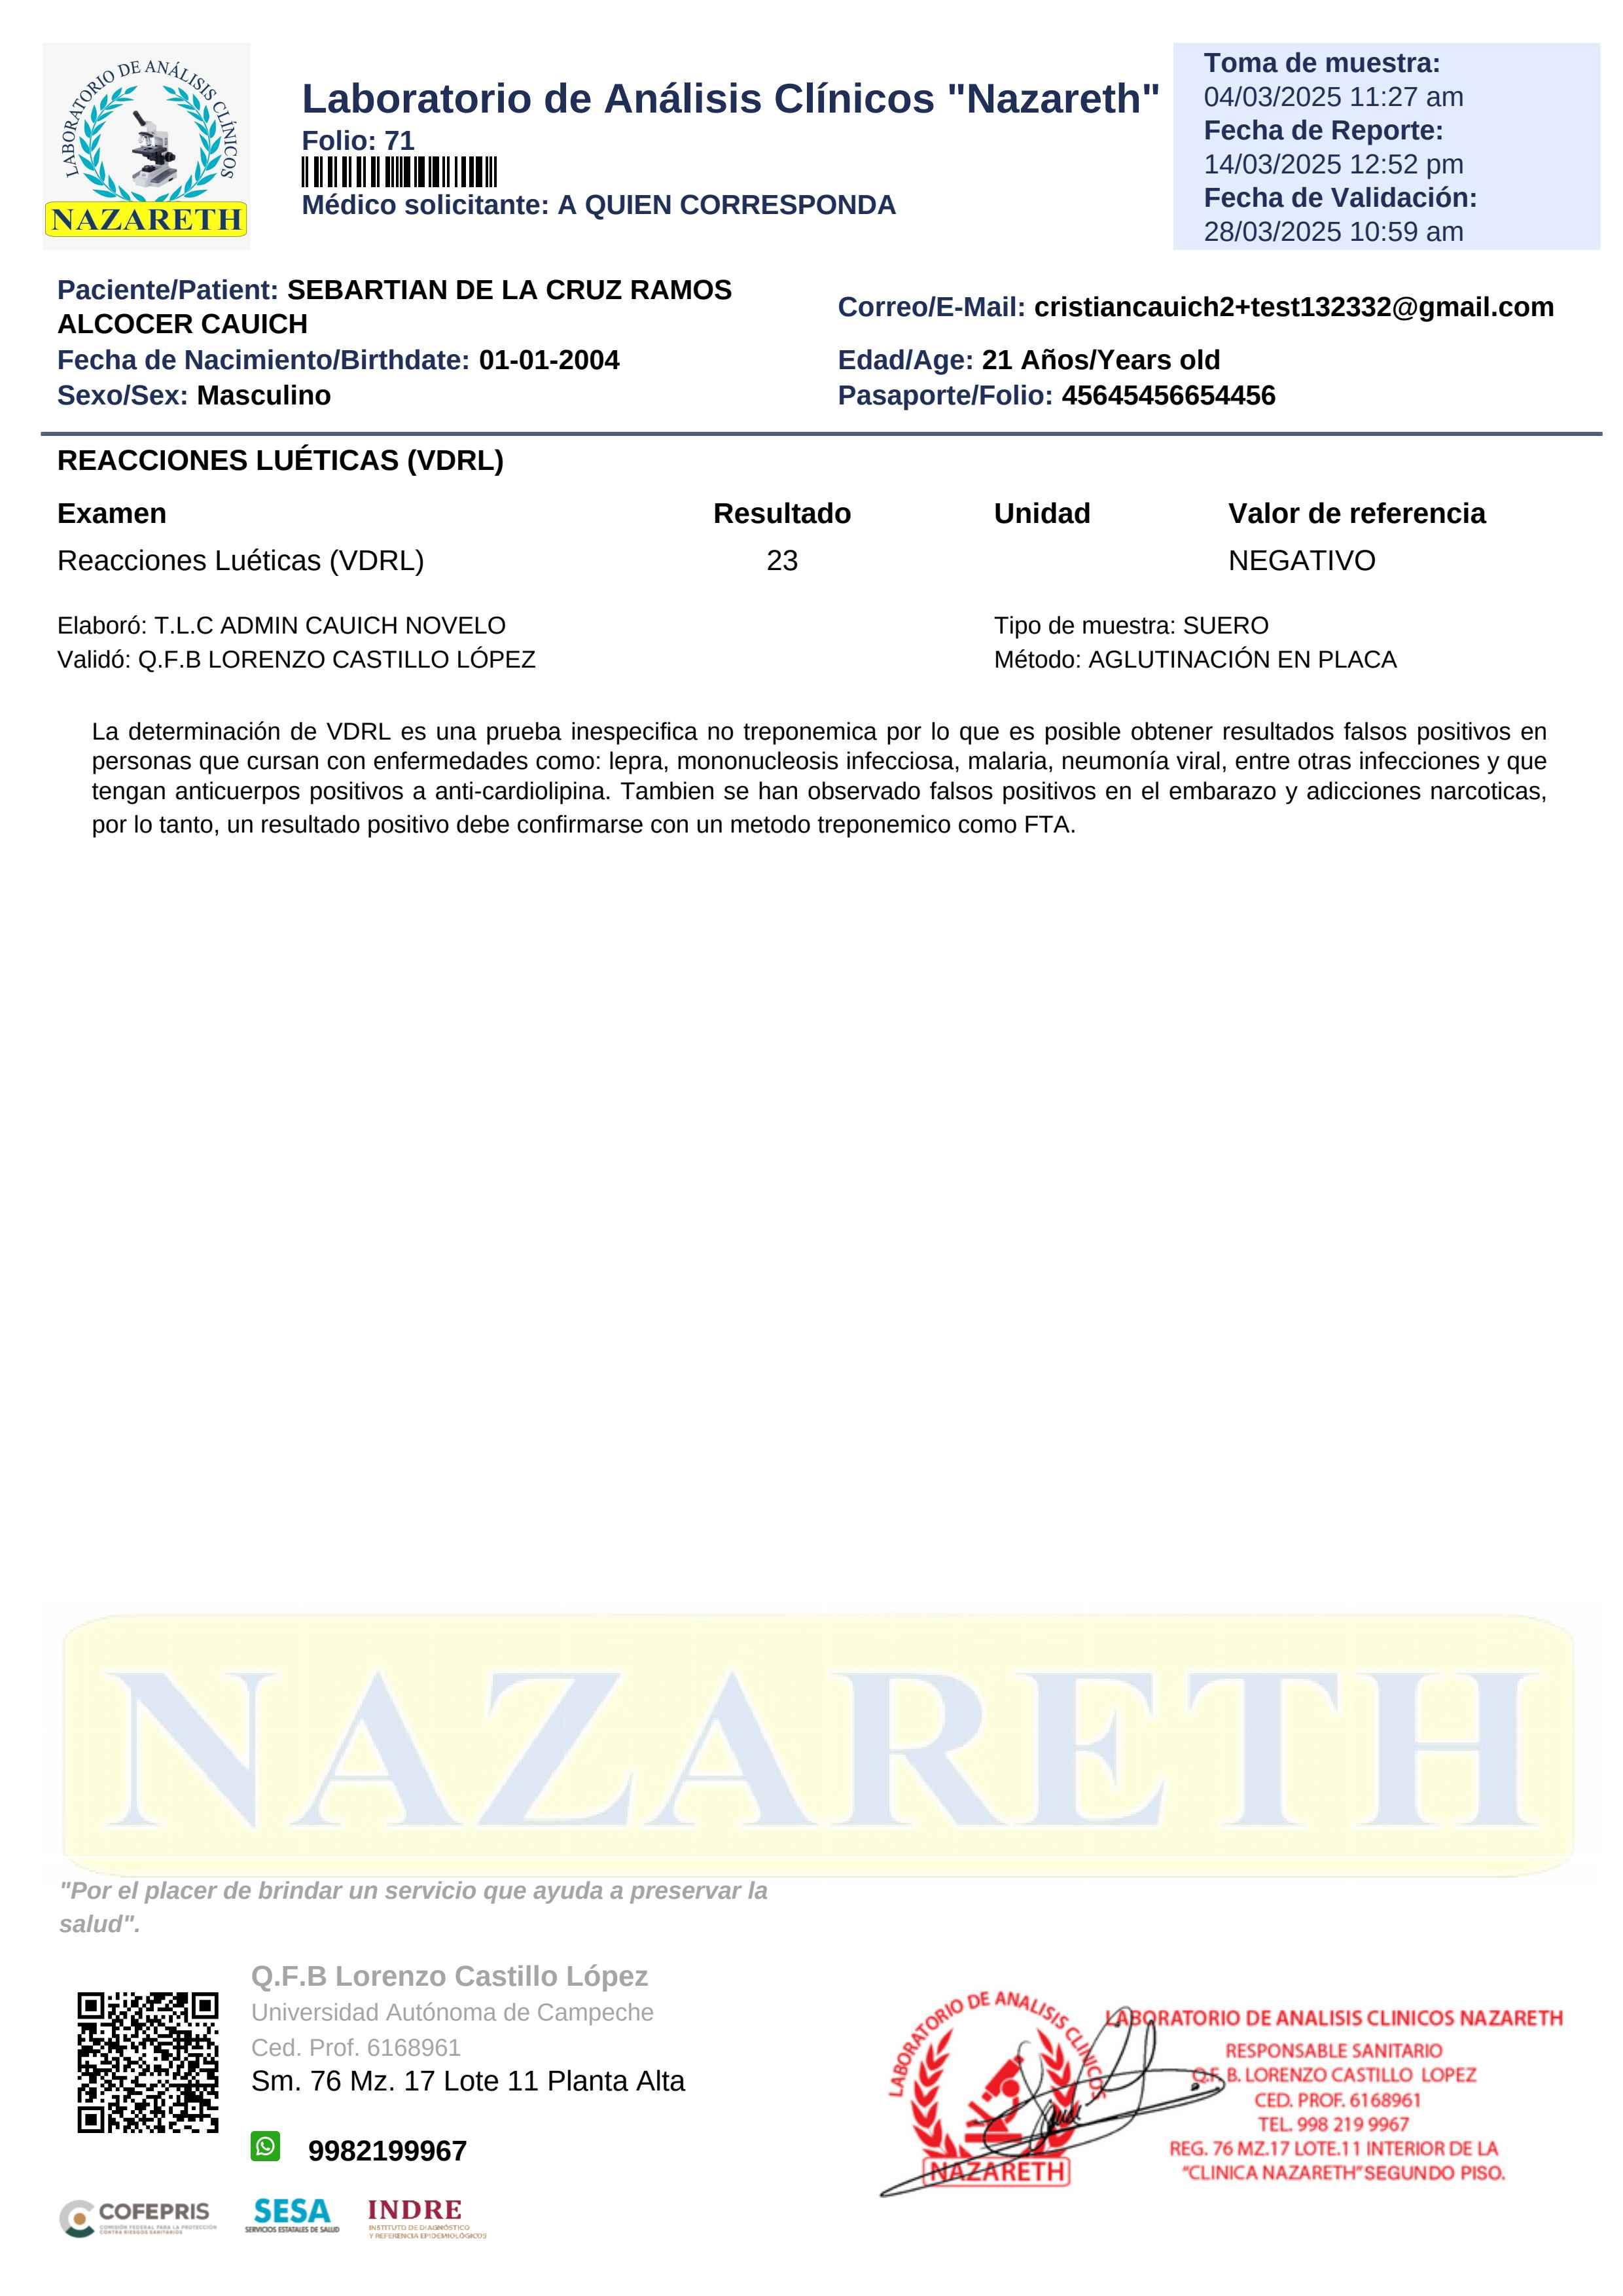 LABORATORIO DE ANÁLISIS CLÍNICOS
NAZARETH
Laboratorio de Análisis Clínicos "Nazareth"
Folio: 71
Médico solicitante: A QUIEN CORRESPONDA
Toma de muestra:
04/03/2025 11:27 am
Fecha de Reporte:
14/03/2025 12:52 pm
Fecha de Validación:
28/03/2025 10:59 am
Paciente/Patient: SEBARTIAN DE LA CRUZ RAMOS
ALCOCER CAUICH
Correo/E-Mail: cristiancauich2+test132332@gmail.com
Fecha de Nacimiento/Birthdate: 01-01-2004
Edad/Age: 21 Años/Years old
Sexo/Sex: Masculino
Pasaporte/Folio: 45645456654456
REACCIONES LUÉTICAS (VDRL)
Examen Resultado Unidad Valor de referencia
Reacciones Luéticas (VDRL) 23 NEGATIVO
Elaboró: T.L.C ADMIN CAUICH NOVELO
Tipo de muestra: SUERO
Validó: Q.F.B LORENZO CASTILLO LÓPEZ
Método: AGLUTINACIÓN EN PLACA
La determinación de VDRL es una prueba inespecifica no treponemica por lo que es posible obtener resultados falsos positivos en
personas que cursan con enfermedades como: lepra, mononucleosis infecciosa, malaria, neumonía viral, entre otras infecciones y que
tengan anticuerpos positivos a anti-cardiolipina. Tambien se han observado falsos positivos en el embarazo y adicciones narcoticas,
por lo tanto, un resultado positivo debe confirmarse con un metodo treponemico como FTA.
NAZARETH
"Por el placer de brindar un servicio que ayuda a preservar la
salud".
Q.F.B Lorenzo Castillo López
Universidad Autónoma de Campeche
Ced. Prof. 6168961
Sm. 76 Mz. 17 Lote 11 Planta Alta
9982199967
COFEPRIS
COMISIÓN FEDERAL PARA LA PROTECCIÓN
CONTRA RIESGOS SANITARIOS
SESA
SERVICIOS ESTATALES DE SALUD
INDRE
INSTITUTO DE DIAGNÓSTICO
Y REFERENCIA EPIDEMIOLÓGICOS
LABORATORIO DE ANALISIS CLINICOS
NAZARETH
LABORATORIO DE ANALISIS CLINICOS NAZARETH
RESPONSABLE SANITARIO
Q.F. B. LORENZO CASTILLO LOPEZ
CED. PROF. 6168961
TEL. 998 219 9967
REG. 76 MZ.17 LOTE.11 INTERIOR DE LA
"CLINICA NAZARETH" SEGUNDO PISO.